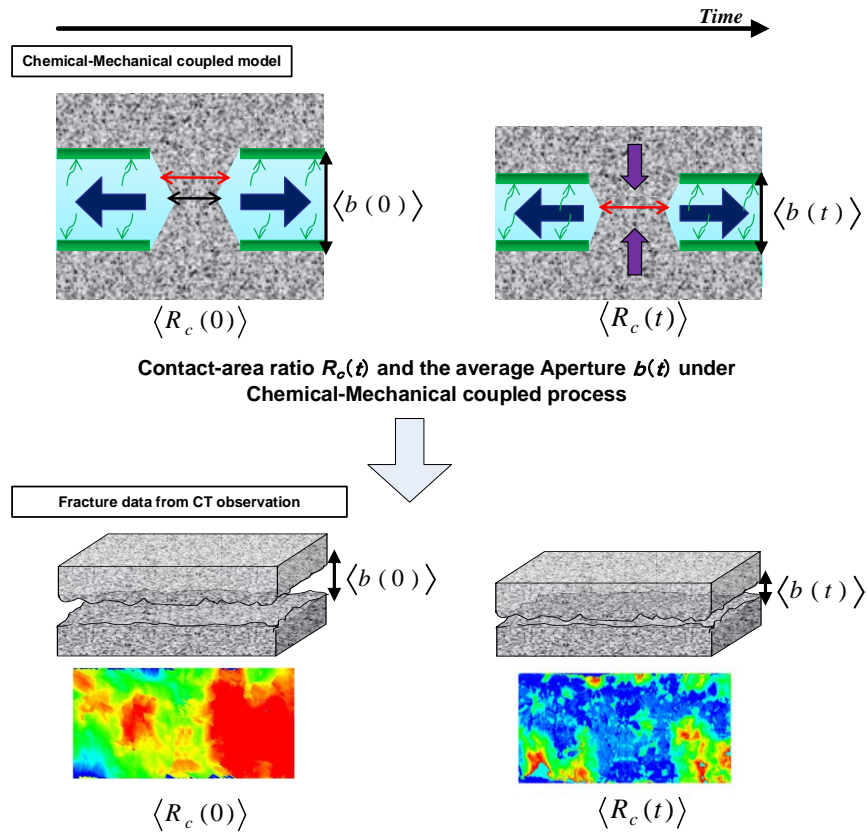 Time
Chemical-Mechanical coupled model
⟨b(0)⟩
⟨b(t)⟩
⟨R_c(0)⟩
⟨R_c(t)⟩
Contact-area ratio R_c(t) and the average Aperture b(t) under
Chemical-Mechanical coupled process
Fracture data from CT observation
⟨b(0)⟩
⟨b(t)⟩
⟨R_c(0)⟩
⟨R_c(t)⟩